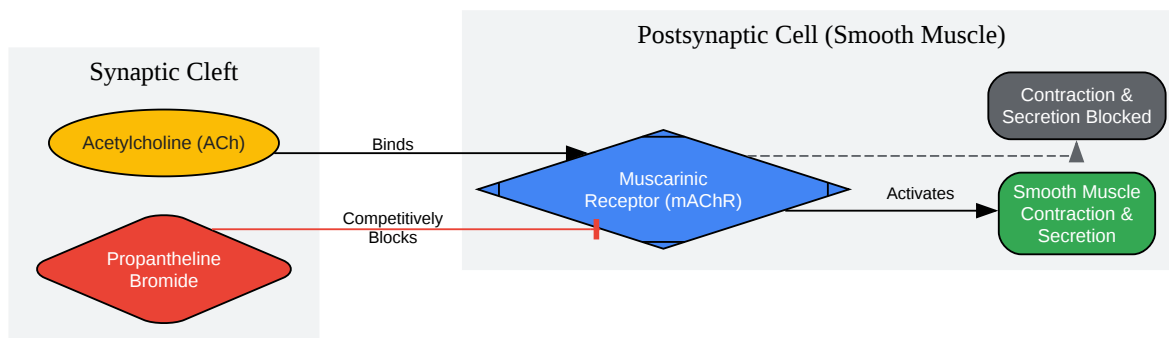 Postsynaptic Cell (Smooth Muscle)
Synaptic Cleft
Acetylcholine (ACh)
Binds
Muscarinic
Receptor (mAChR)
Contraction &
Secretion Blocked
Activates
Smooth Muscle
Contraction &
Secretion
Competitively
Blocks
Propantheline
Bromide